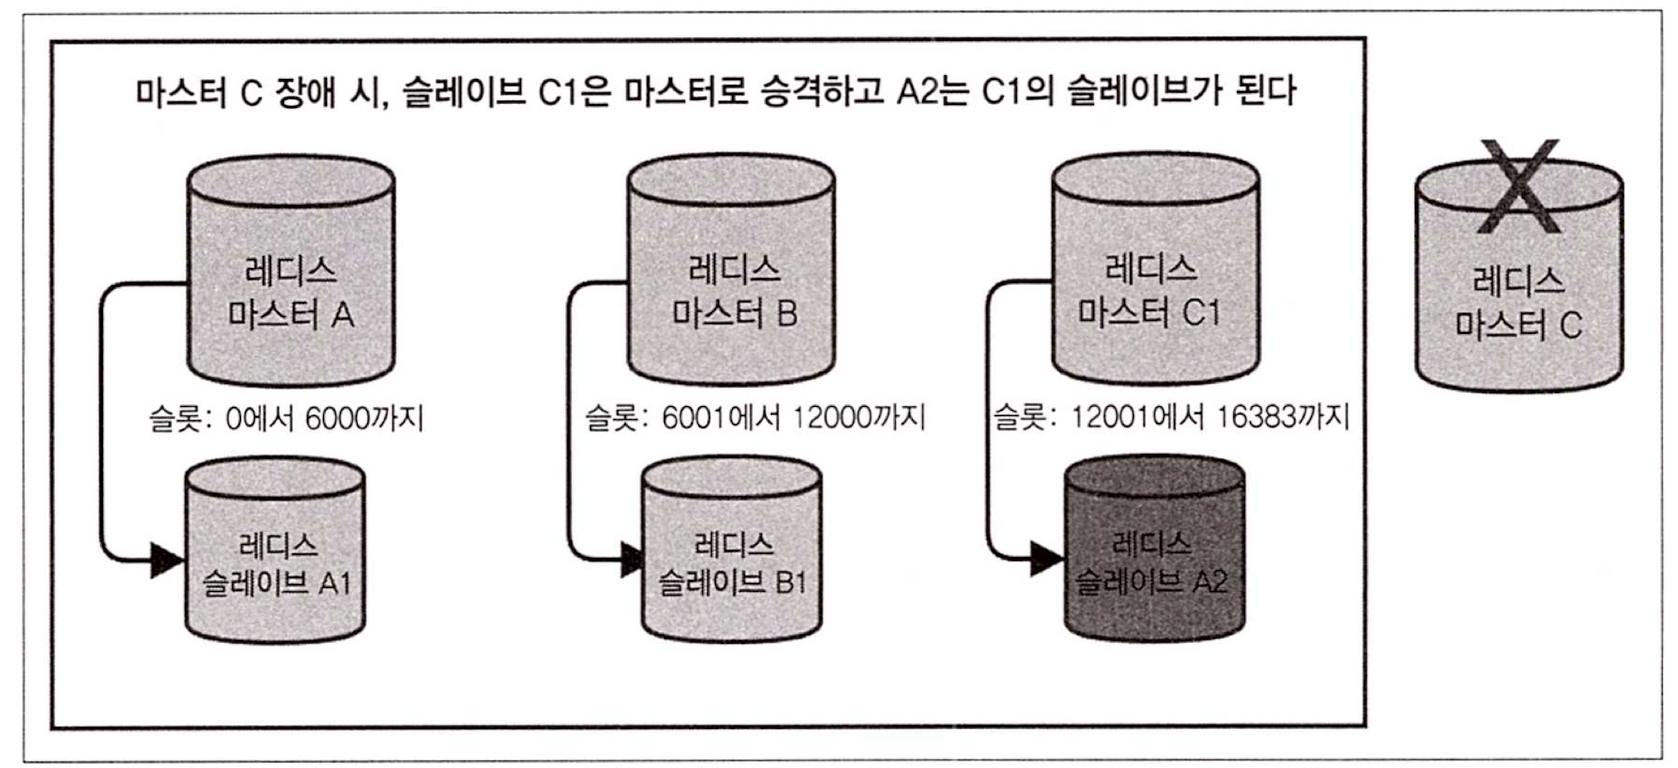 마스터 C 장애 시, 슬레이브 C1은 마스터로 승격하고 A2는 C1의 슬레이브가 된다
레디스
마스터 A
레디스
마스터 B
레디스
마스터 C1
레디스
마스터 C
슬롯: 0에서 6000까지
슬롯: 6001에서 12000까지
슬롯: 12001에서 16383까지
레디스
슬레이브 A1
레디스
슬레이브 B1
레디스
슬레이브 A2